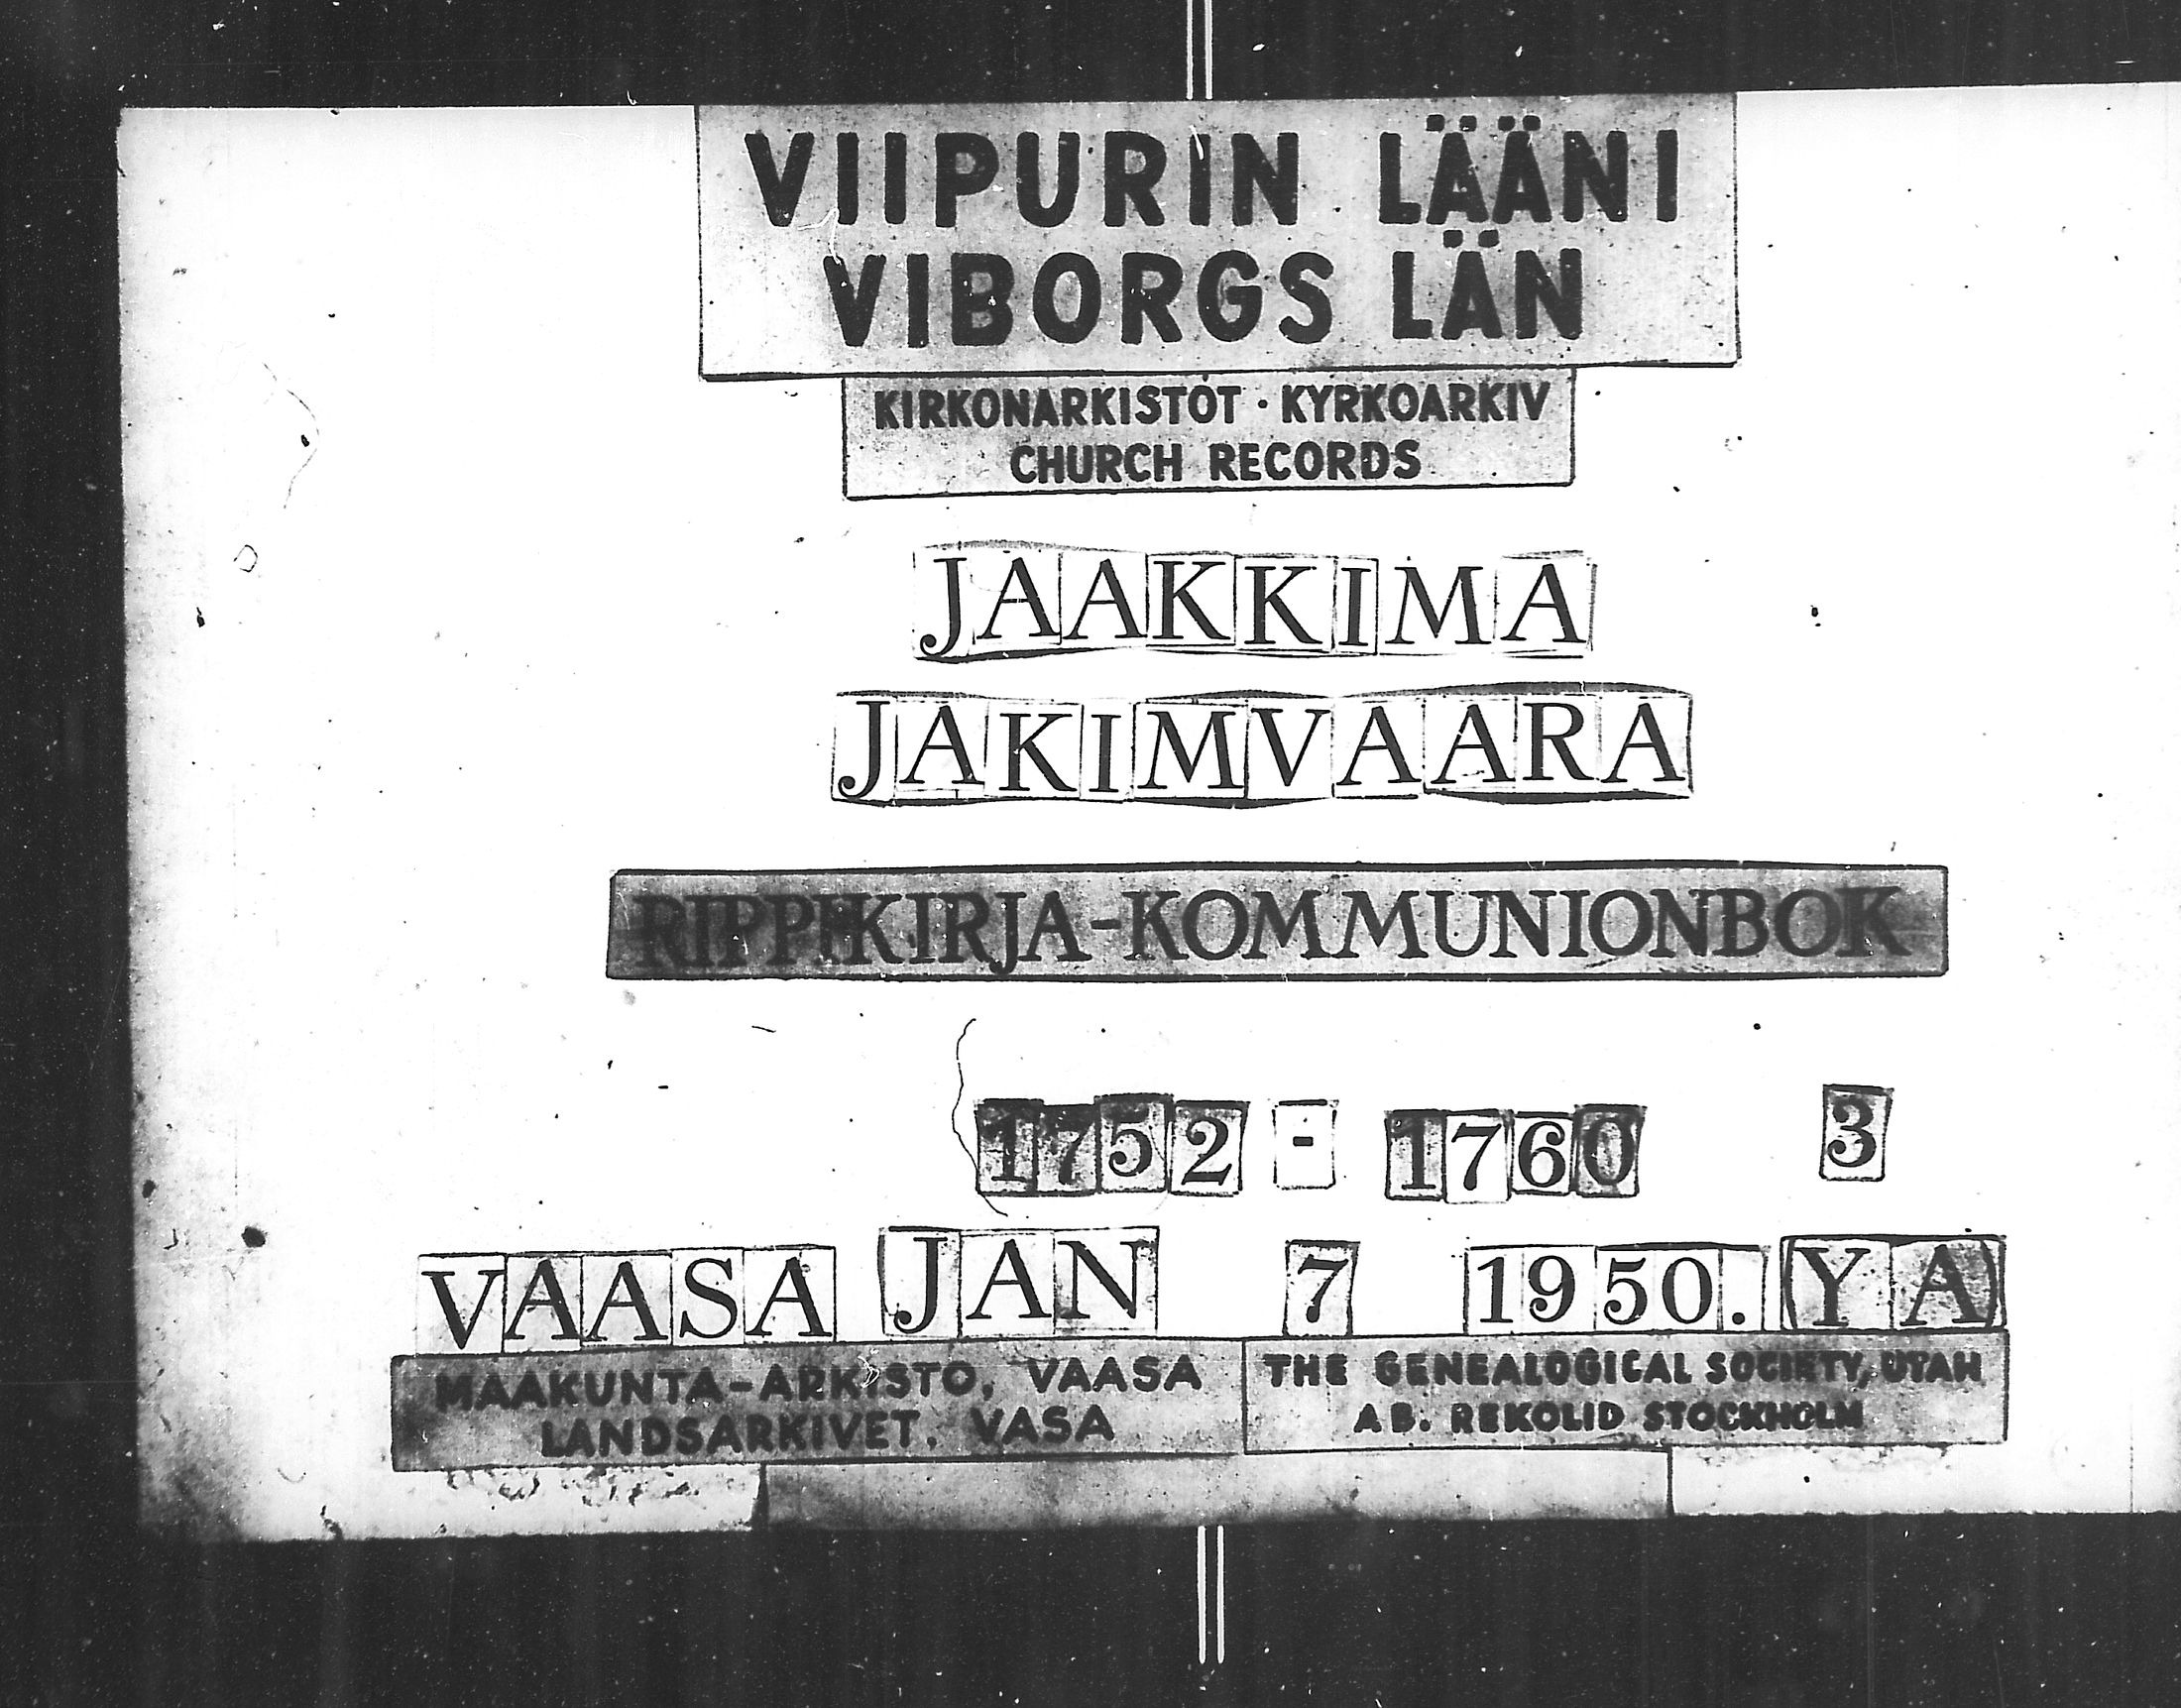 VIIPURIN LÄÄNI
VIBORGS LÄN
KIRKONARKISTOT · KYRKOARKIV
CHURCH RECORDS
JAAKKIMA
JAKIMVAARA
RIPPIKIRJA-KOMMUNIONBOK
1752 - 1760 3
VAASA JAN 7 1950. (YA)
MAAKUNTA-ARKISTO, VAASA
LANDSARKIVET, VASA
THE GENEALOGICAL SOCIETY, UTAH
AB. REKOLID STOCKHOLM